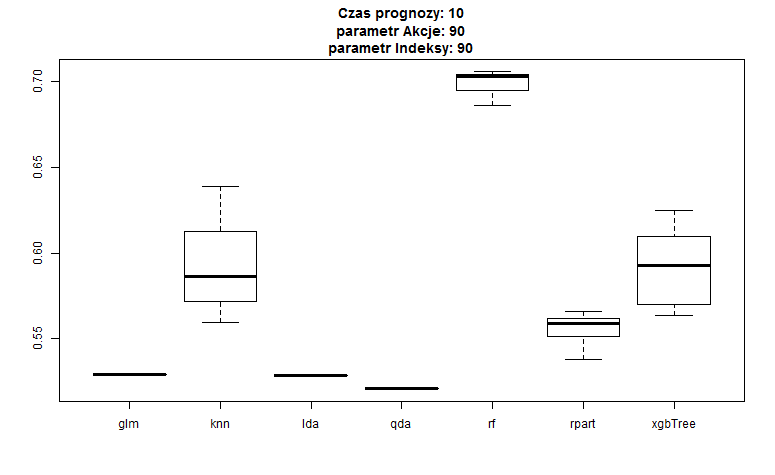 Czas prognozy: 10
parametr Akcje: 90
parametr Indeksy: 90
0.70
0.65
0.60
0.55
glm knn lda qda rf rpart xgbTree